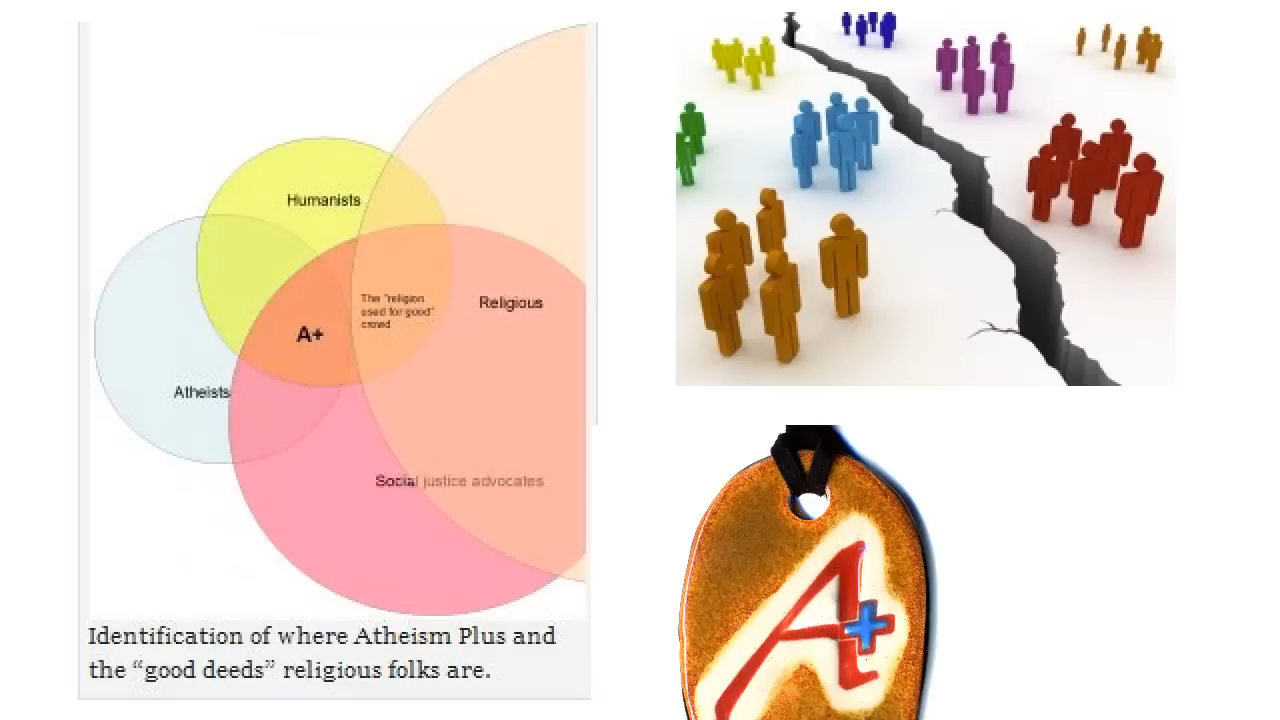 Humanists
The "religion
used for good"
crowd
Religious
A+
Atheists
Social justice advocates
Identification of where Atheism Plus and
the “good deeds” religious folks are.
A+